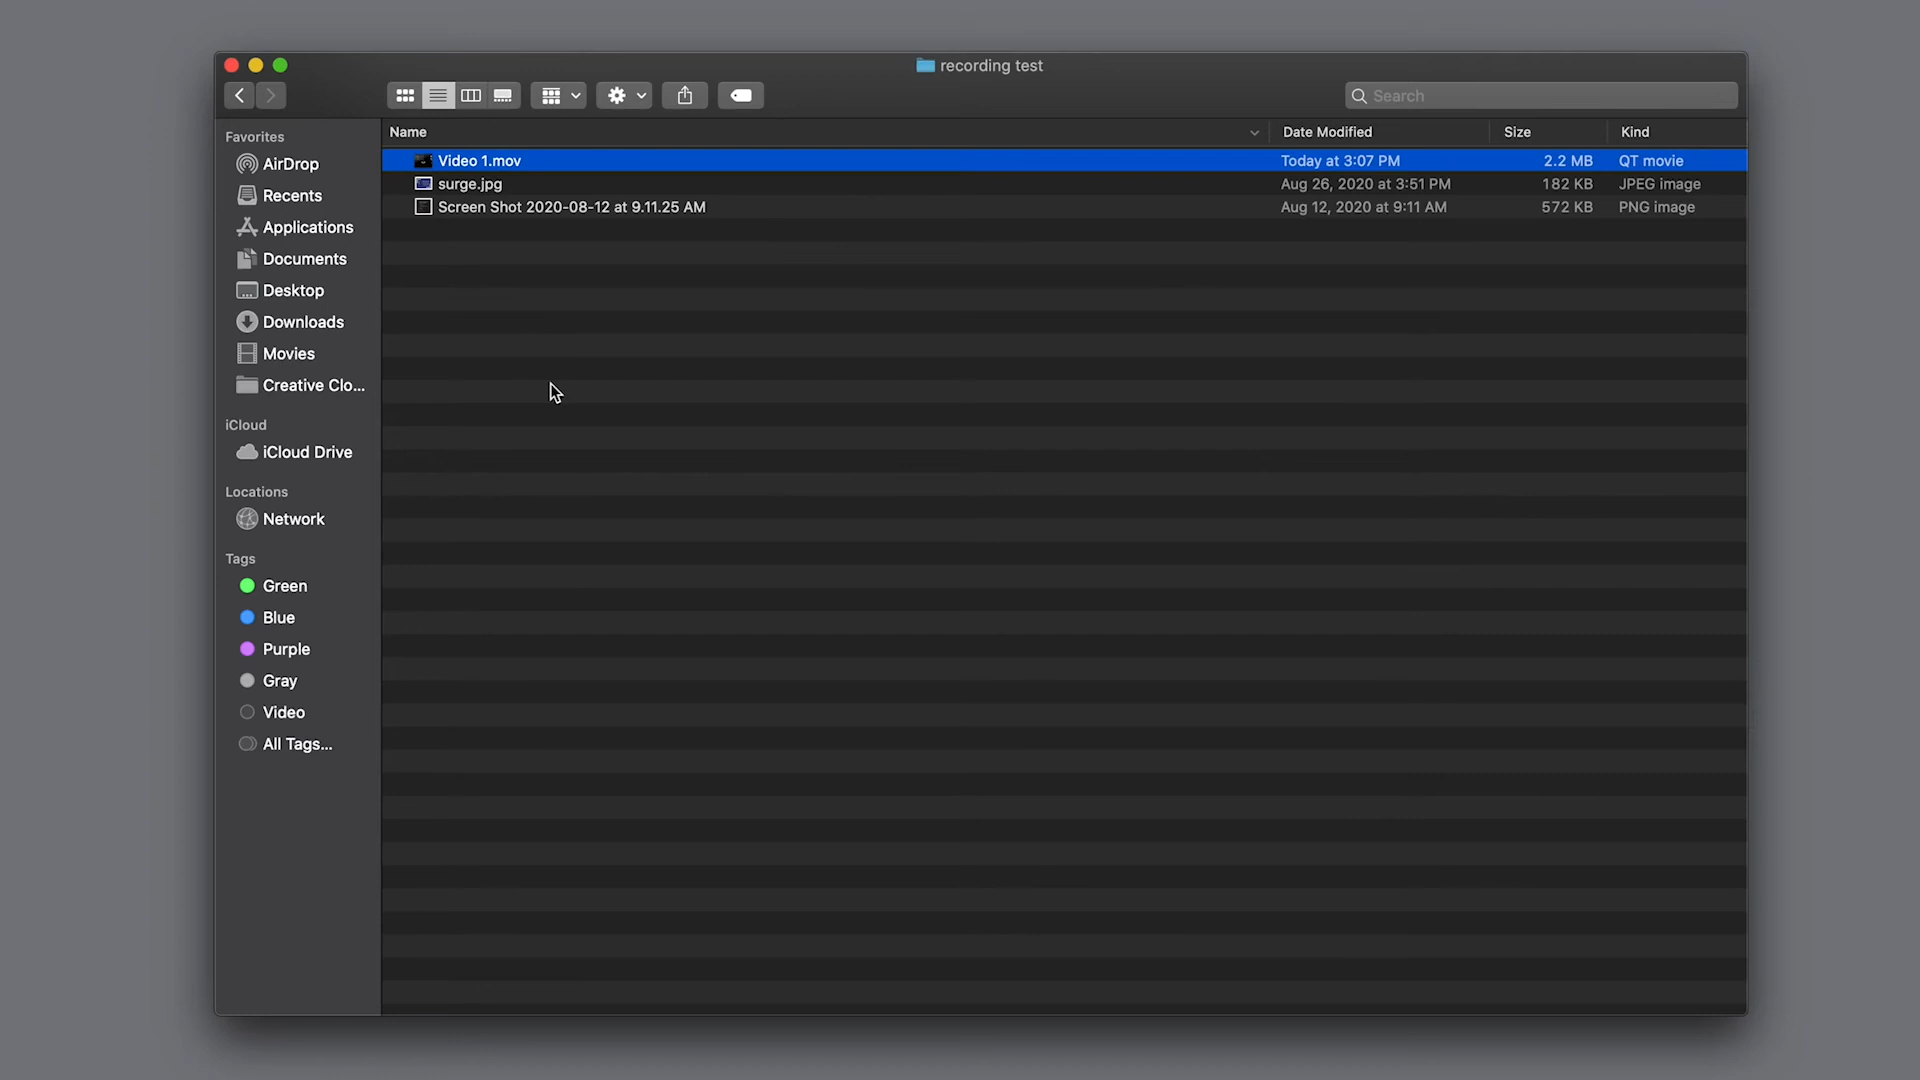 recording test
Search
Favorites
AirDrop
Recents
Applications
Documents
Desktop
Downloads
Movies
Creative Clo...
iCloud
iCloud Drive
Locations
Network
Tags
Green
Blue
Purple
Gray
Video
All Tags...
Name Date Modified Size Kind
Video 1.mov Today at 3:07 PM 2.2 MB QT movie
surge.jpg Aug 26, 2020 at 3:51 PM 182 KB JPEG image
Screen Shot 2020-08-12 at 9.11.25 AM Aug 12, 2020 at 9:11 AM 572 KB PNG image